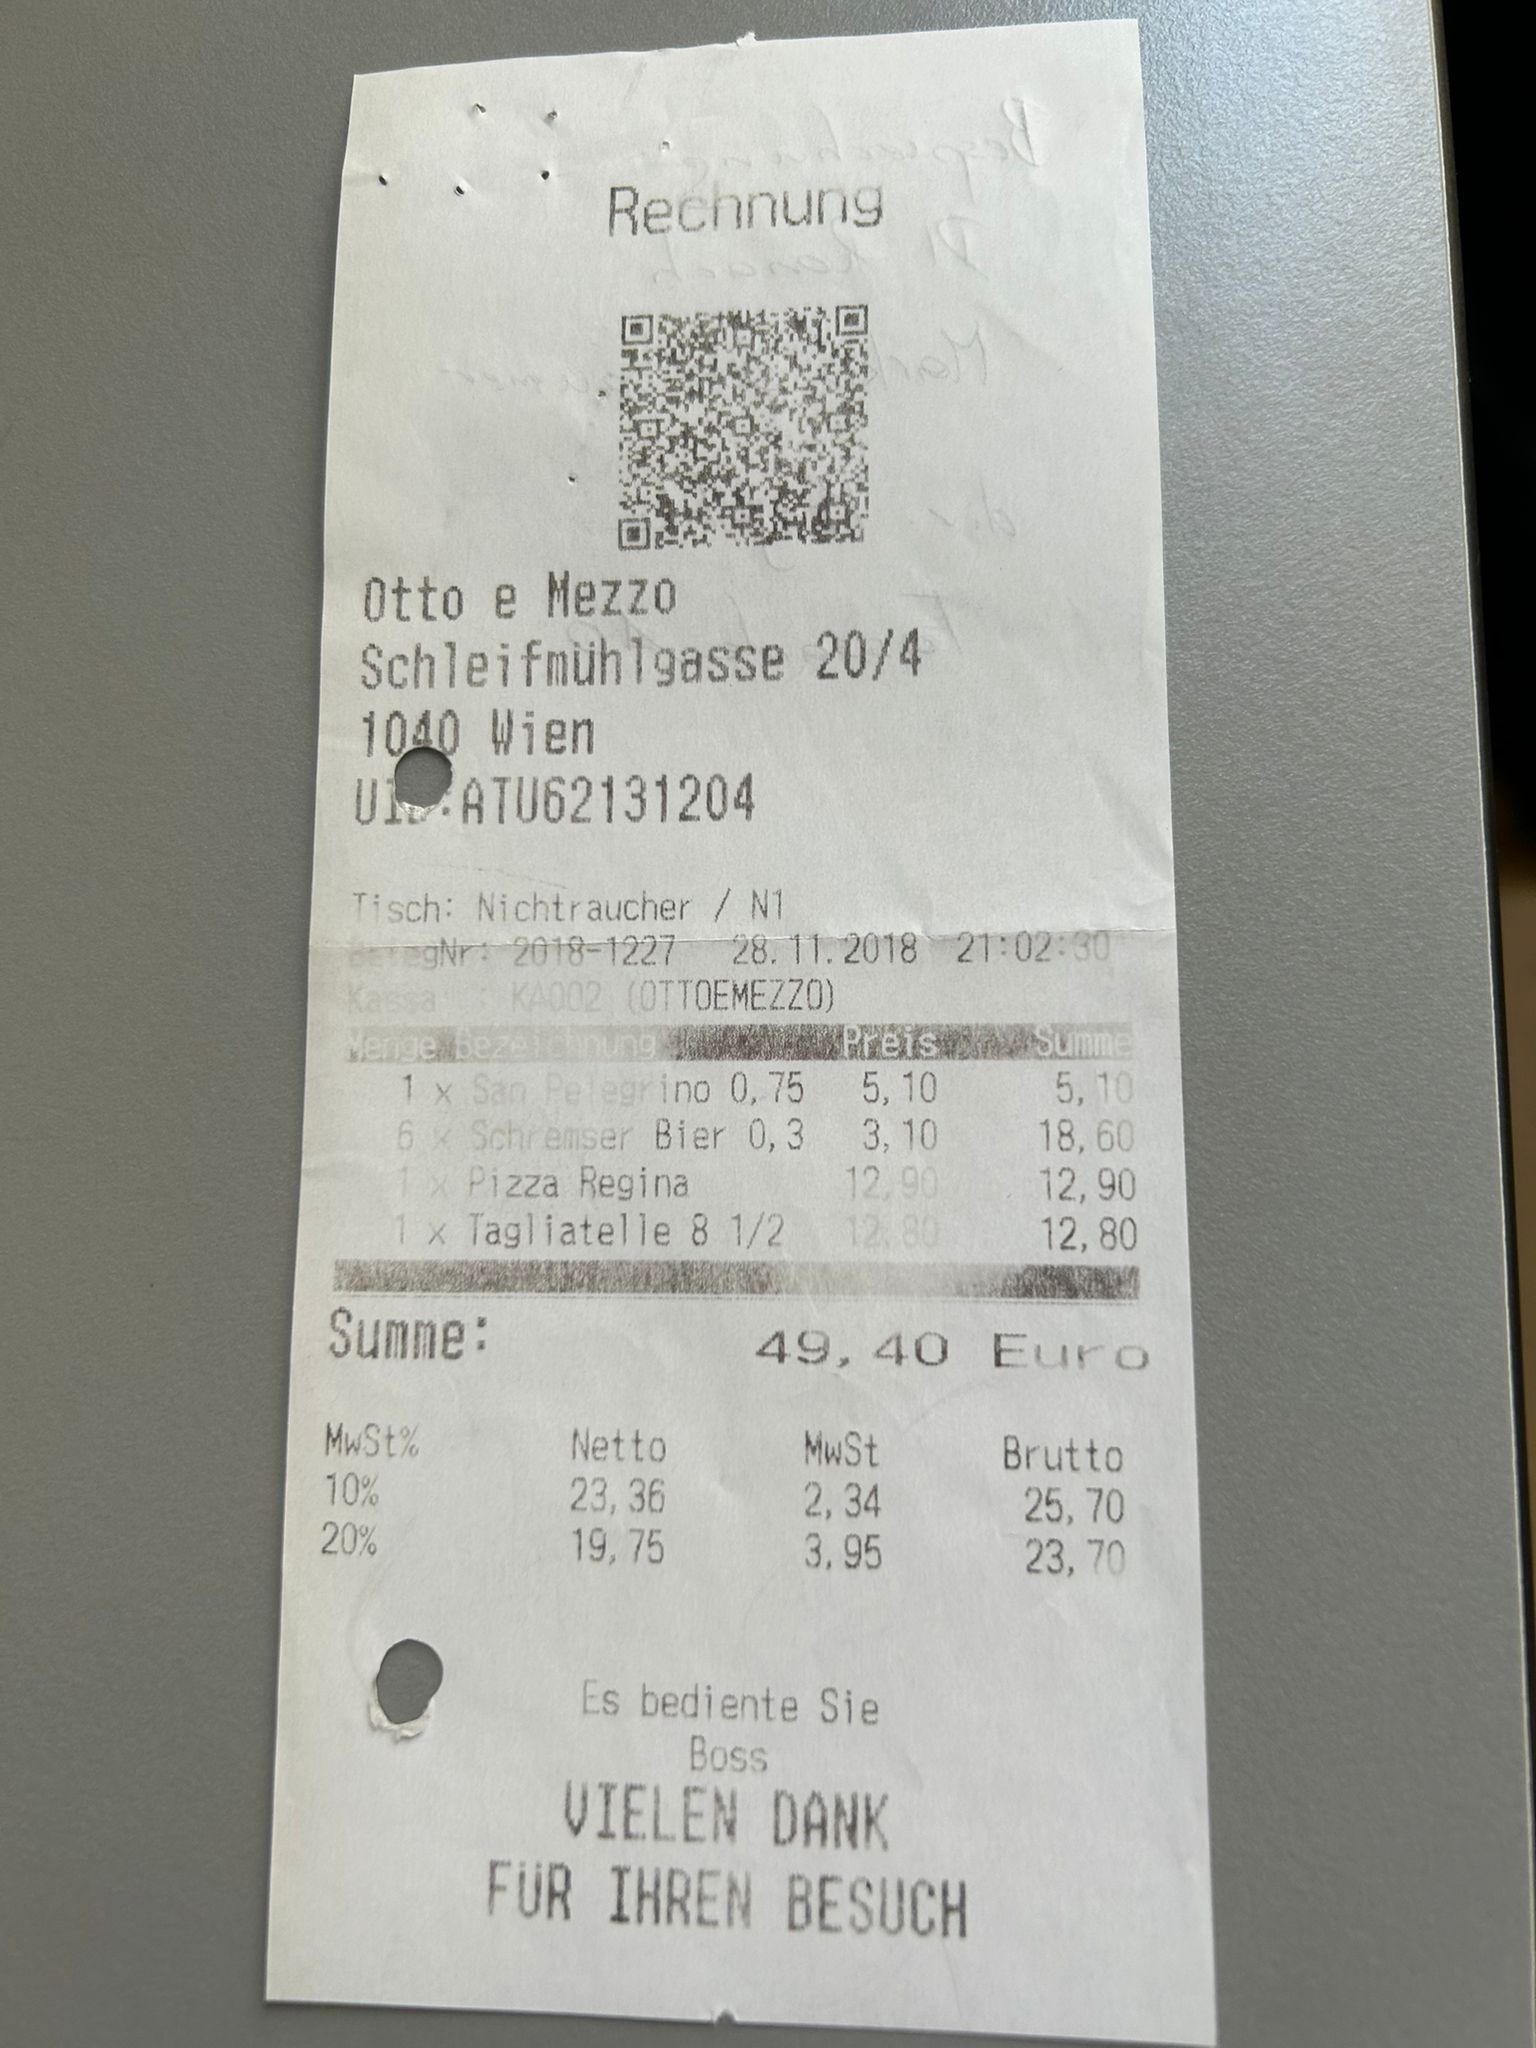 Rechnung
Otto e Mezzo
Schleifmühlgasse 20/4
1040 Wien
UID:ATU62131204
Tisch: Nichtraucher / N1
BelegNr: 2018-1227 28.11.2018 21:02:30
Kassa : KA002 (OTTOEMEZZO)
Menge Bezeichnung Preis Summe
1 x San Pelegrino 0,75 5,10 5,10
6 x Schremser Bier 0,3 3,10 18,60
1 x Pizza Regina 12,90 12,90
1 x Tagliatelle 8 1/2 12,80 12,80
Summe: 49,40 Euro
MwSt% Netto MwSt Brutto
10% 23,36 2,34 25,70
20% 19,75 3,95 23,70
Es bediente Sie
Boss
VIELEN DANK
FÜR IHREN BESUCH